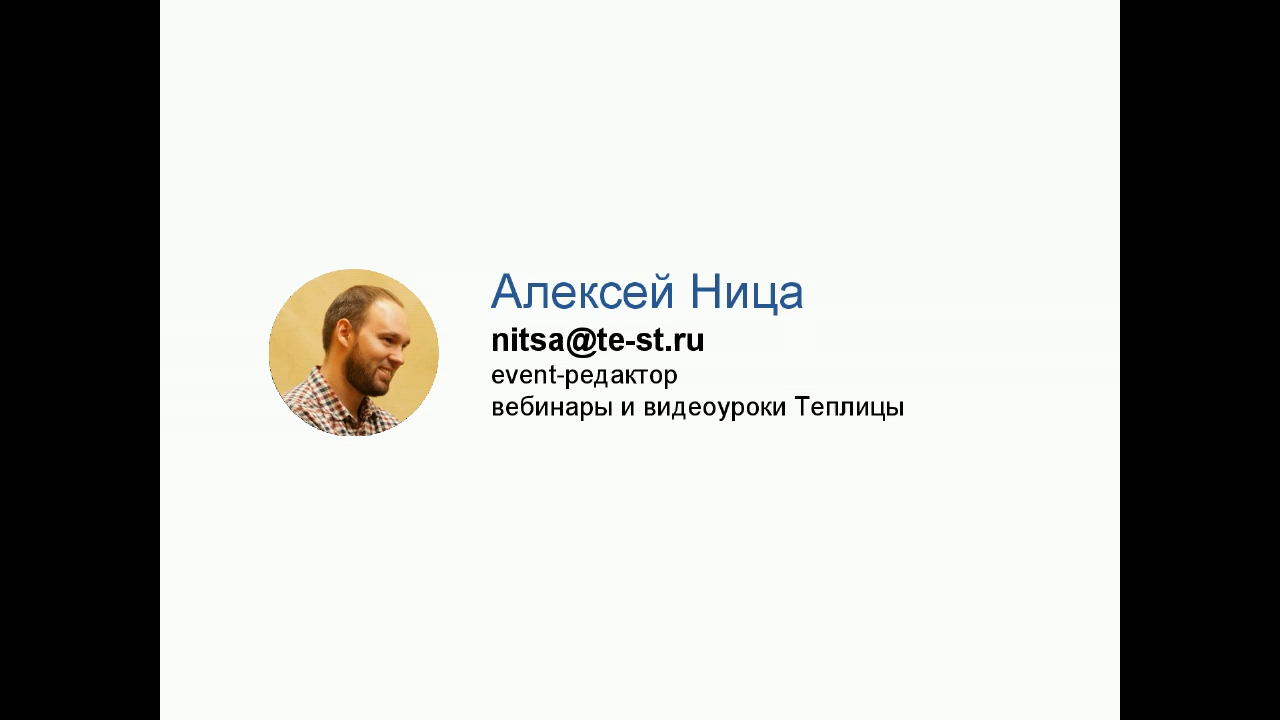 Алексей Ница
nitsa@te-st.ru
event-редактор
вебинары и видеоуроки Теплицы